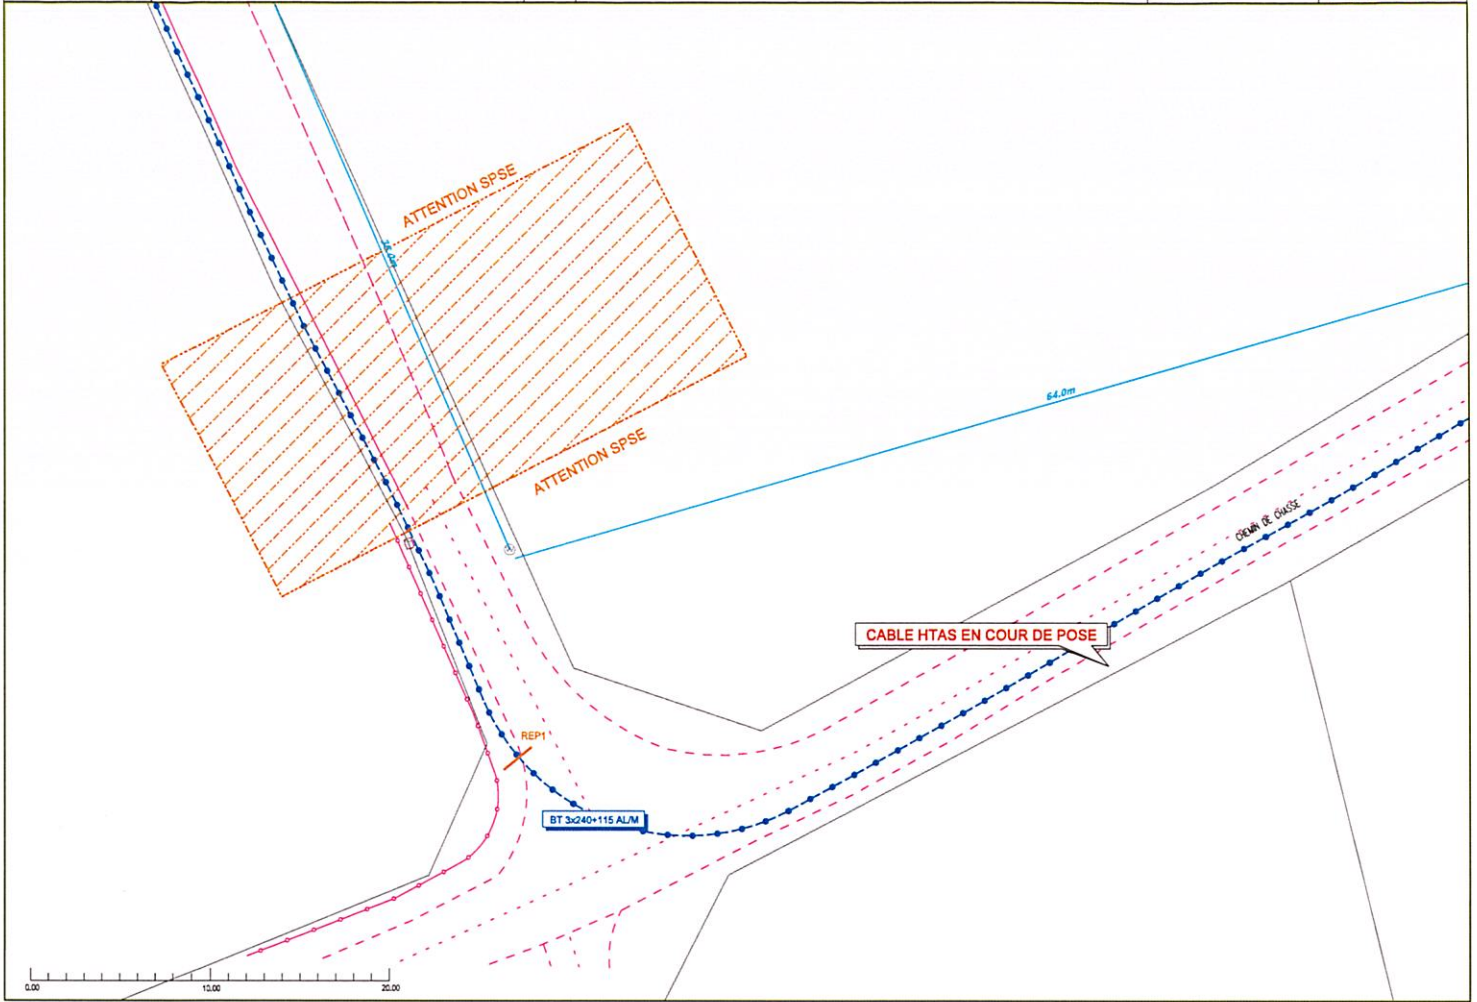 ATTENTION SPSE
ATTENTION SPSE
64.0m
CHEMIN DE CHASSE
CABLE HTAS EN COUR DE POSE
REP1
BT 3x240+115 AL/M
0.00
10.00
20.00